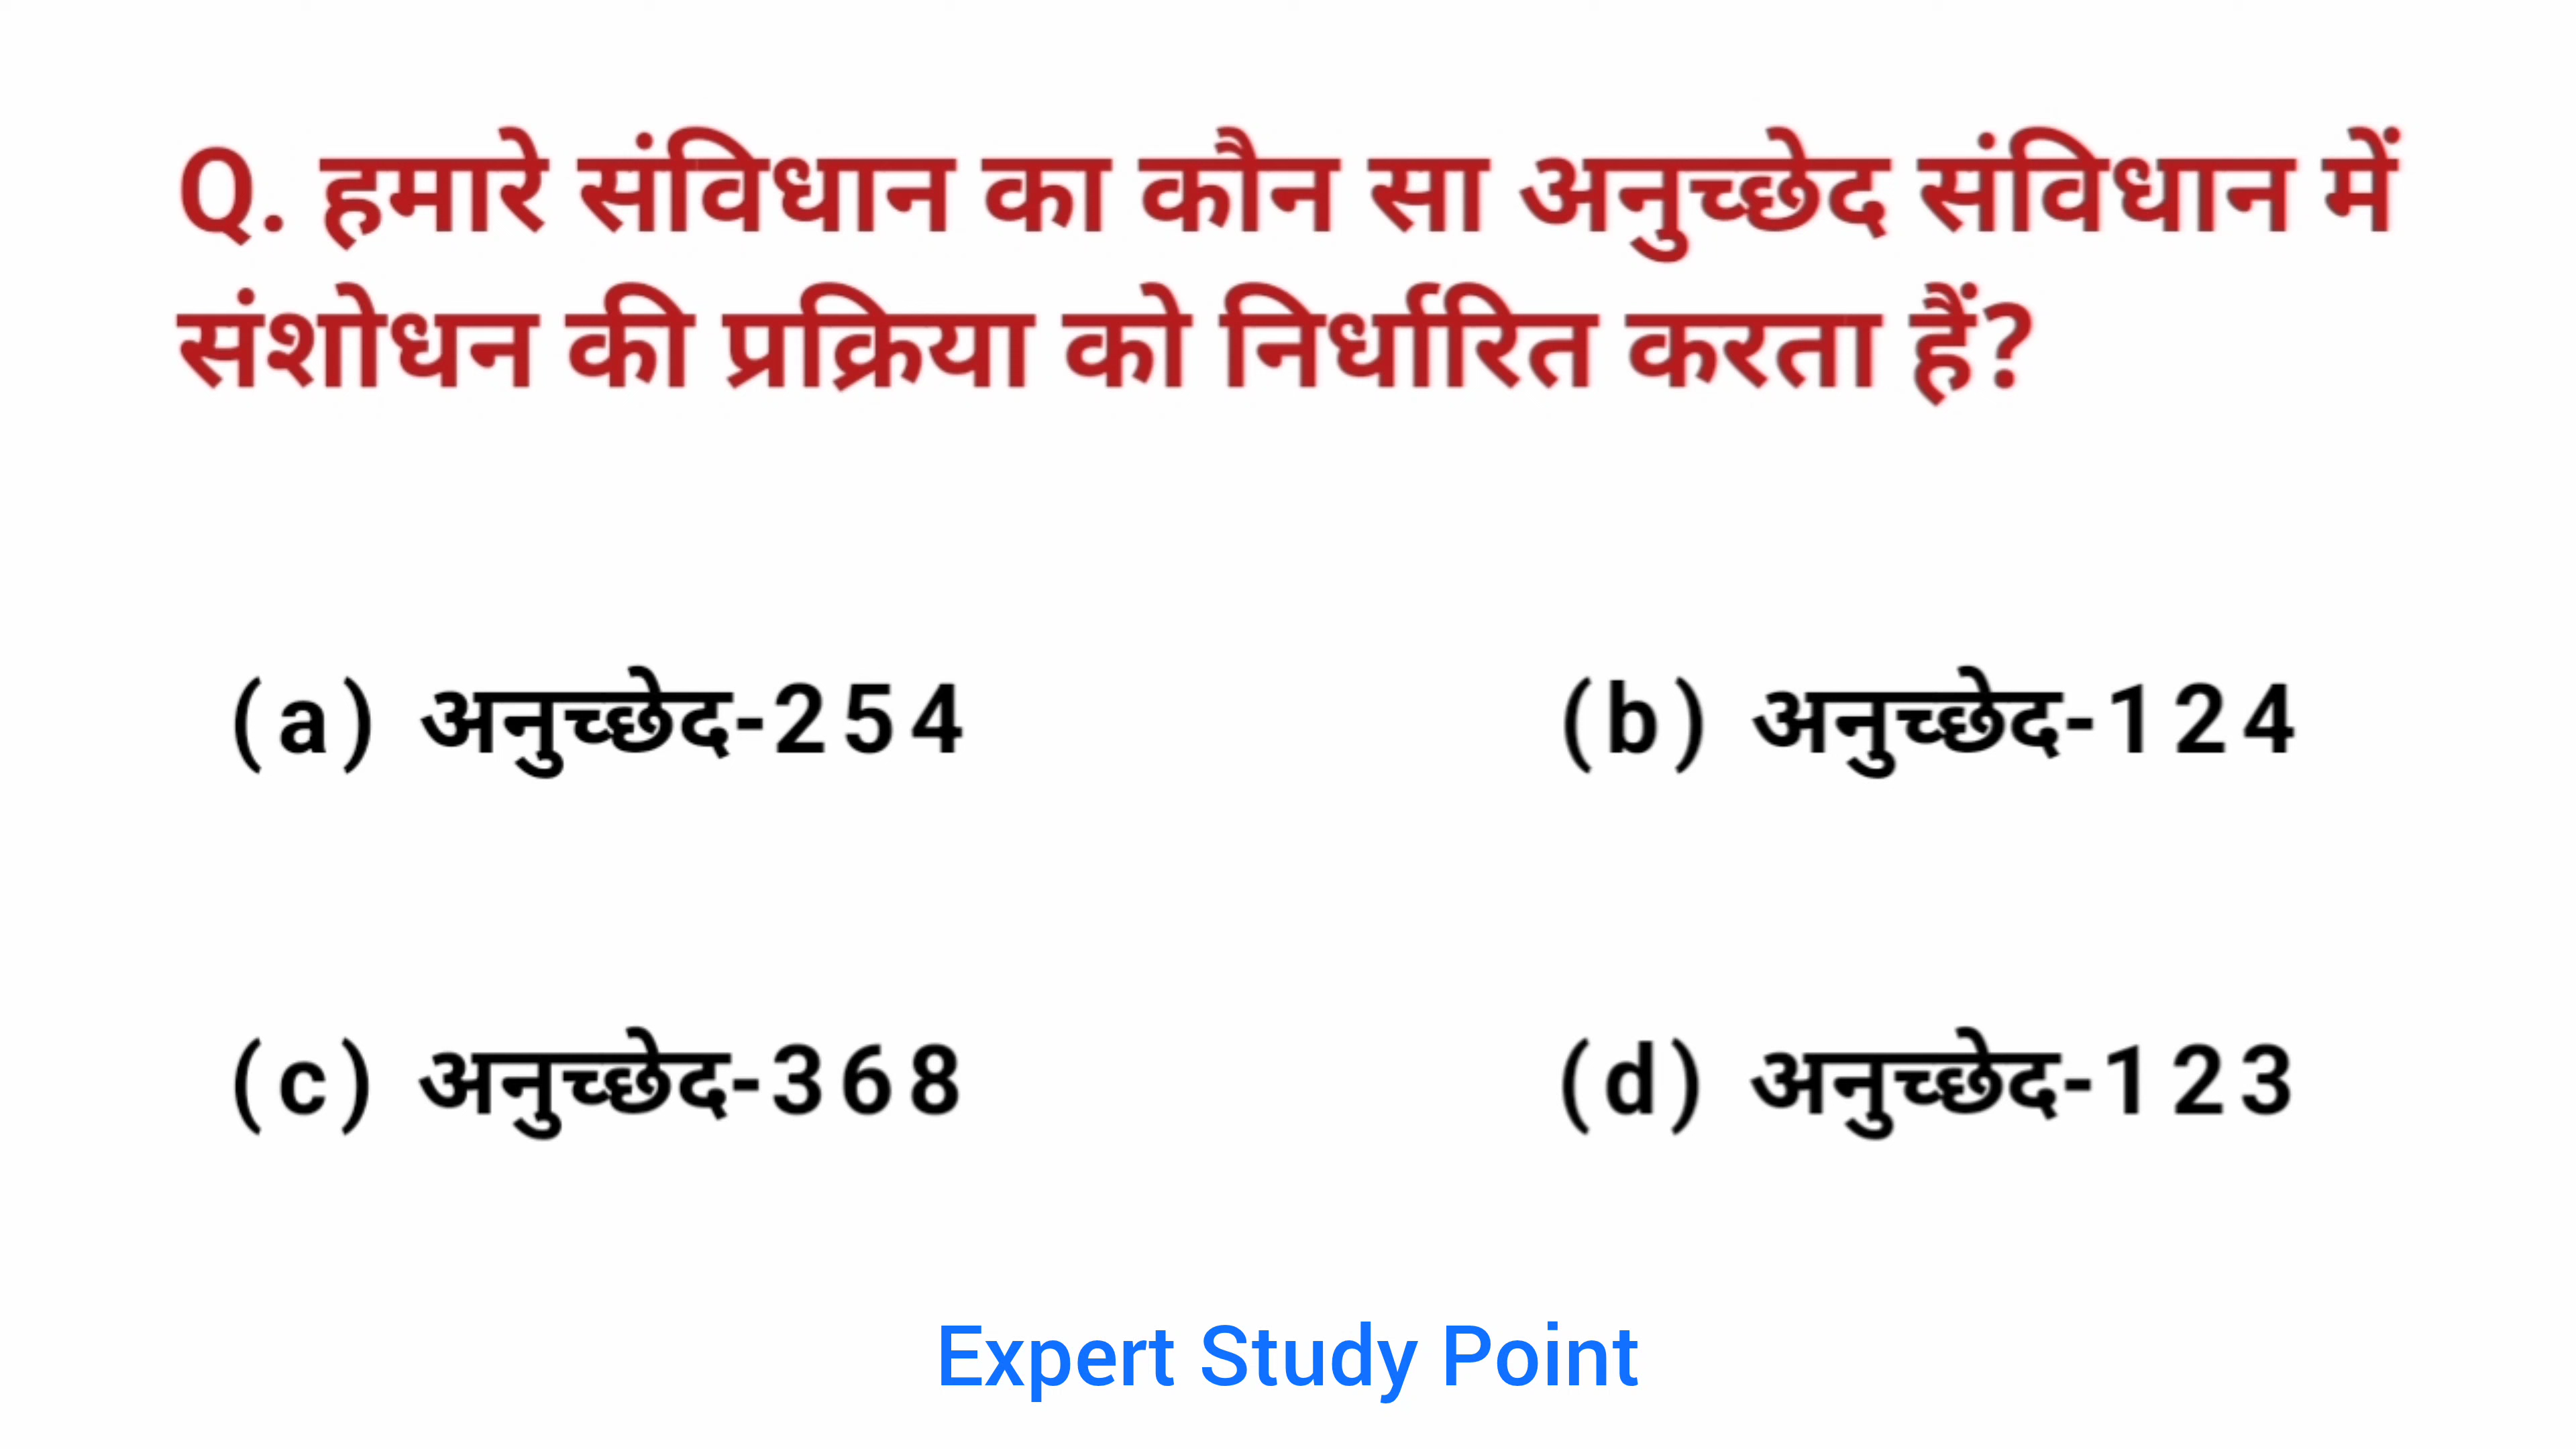 Q. हमारे संविधान का कौन सा अनुच्छेद संविधान में
संशोधन की प्रक्रिया को निर्धारित करता हैं?
(a) अनुच्छेद-254
(b) अनुच्छेद-124
(c) अनुच्छेद-368
(d) अनुच्छेद-123
Expert Study Point